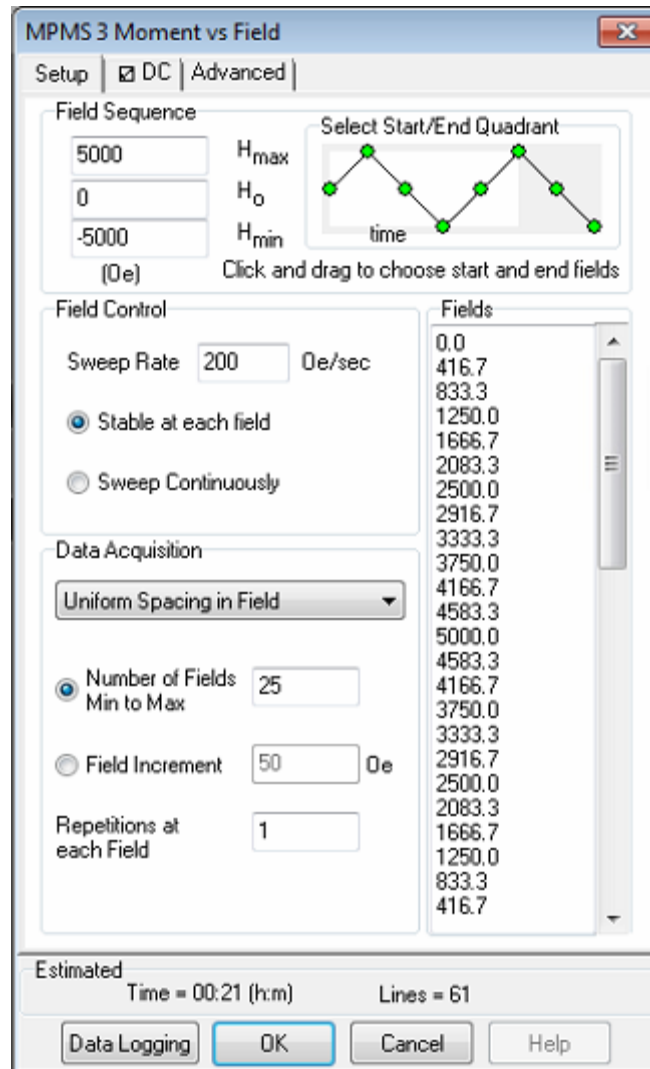 MPMS 3 Moment vs Field
Setup DC Advanced
Field Sequence
5000 Hmax
0 Ho
-5000 Hmin
(Oe)
Select Start/End Quadrant
time
Click and drag to choose start and end fields
Field Control
Sweep Rate 200 Oe/sec
Stable at each field
Sweep Continuously
Data Acquisition
Uniform Spacing in Field
Number of Fields
Min to Max
25
Field Increment 50 Oe
Repetitions at
each Field
1
Fields
0.0
416.7
833.3
1250.0
1666.7
2083.3
2500.0
2916.7
3333.3
3750.0
4166.7
4583.3
5000.0
4583.3
4166.7
3750.0
3333.3
2916.7
2500.0
2083.3
1666.7
1250.0
833.3
416.7
Estimated
Time = 00:21 (h:m) Lines = 61
Data Logging OK Cancel Help